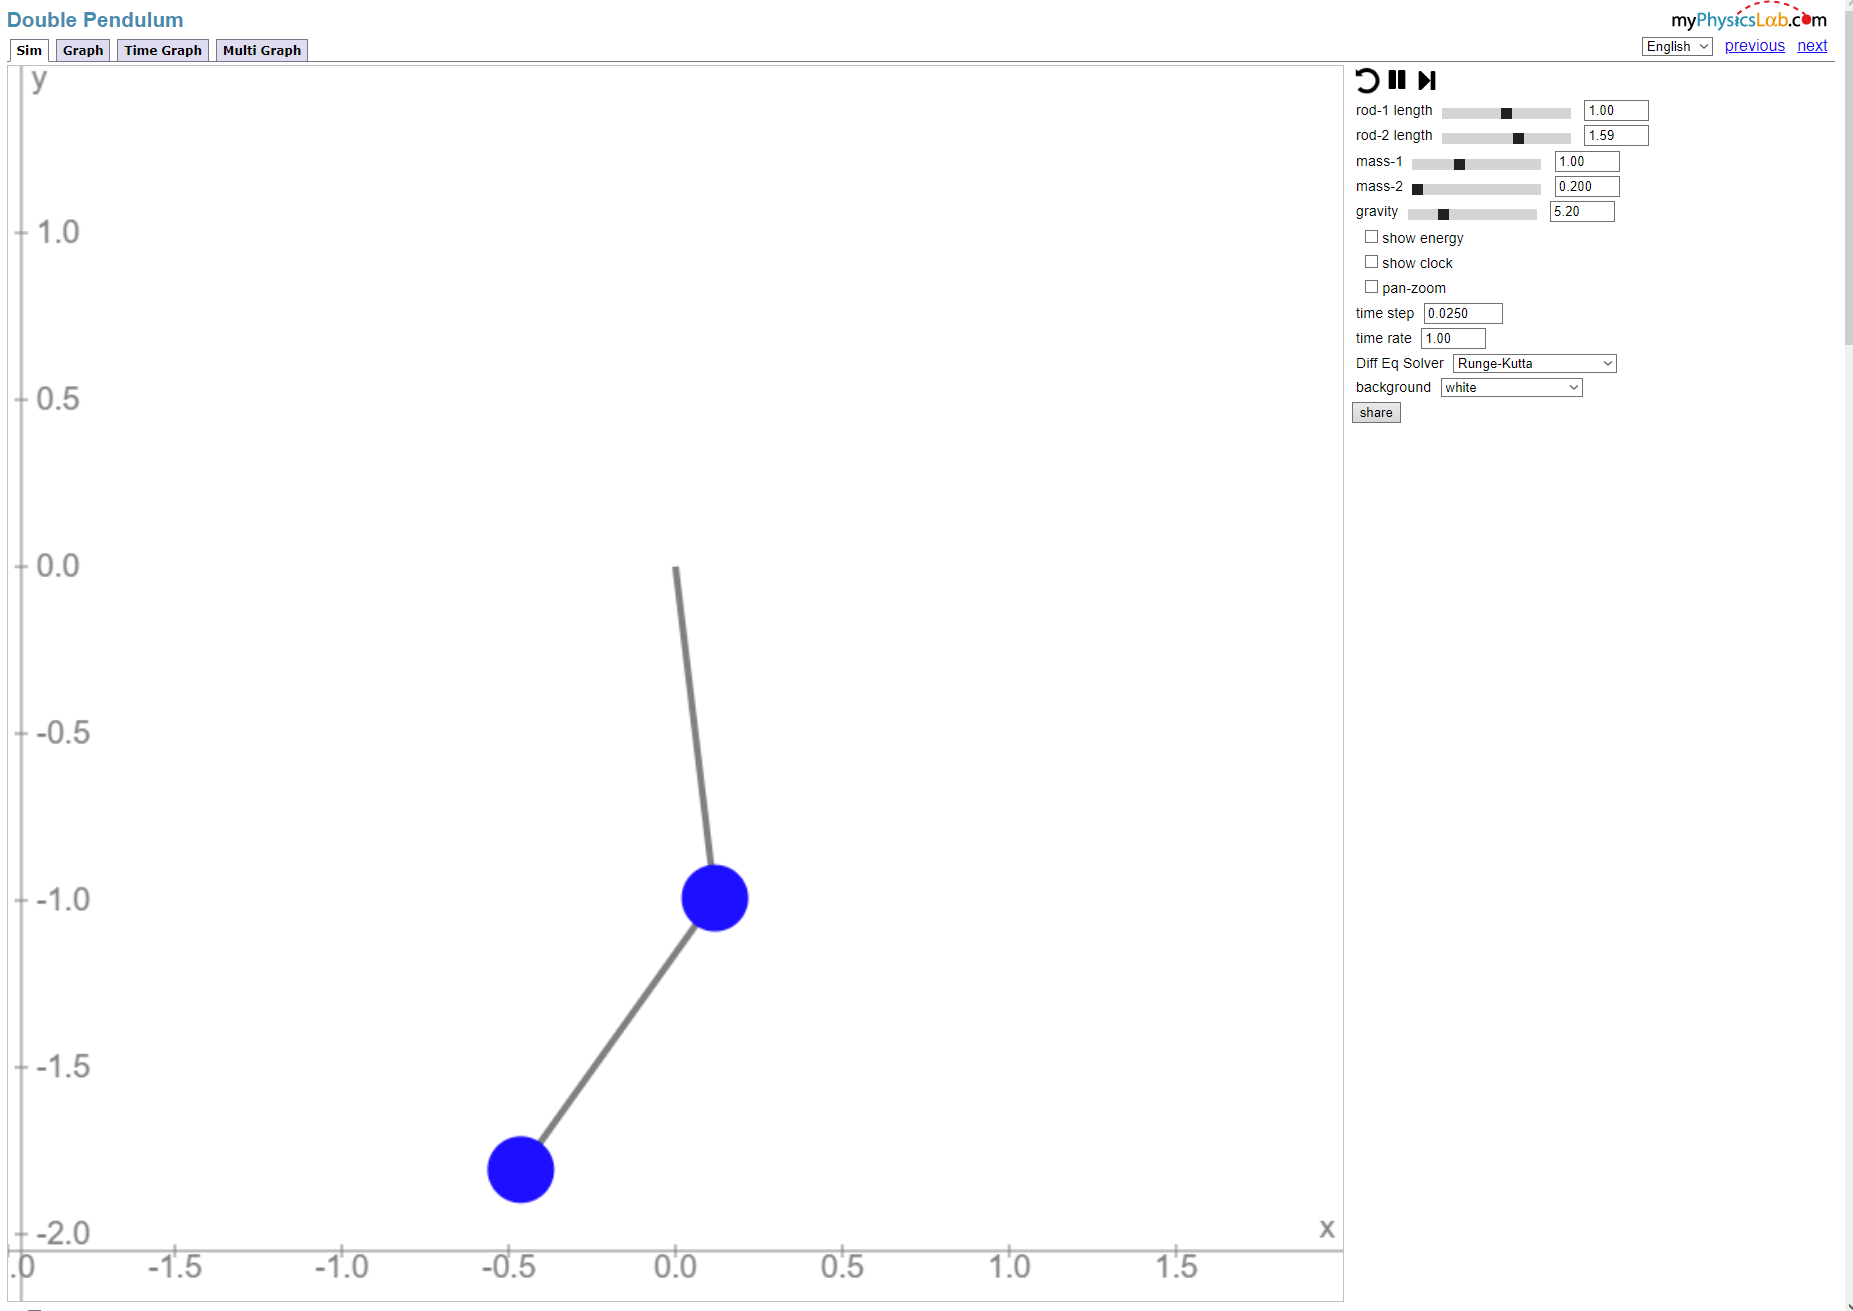 Double Pendulum
myPhysicsLab.com
Sim Graph Time Graph Multi Graph
English previous next
y
1.0
0.5
0.0
-0.5
-1.0
-1.5
-2.0
x
.0 -1.5 -1.0 -0.5 0.0 0.5 1.0 1.5
rod-1 length 1.00
rod-2 length 1.59
mass-1 1.00
mass-2 0.200
gravity 5.20
show energy
show clock
pan-zoom
time step 0.0250
time rate 1.00
Diff Eq Solver Runge-Kutta
background white
share